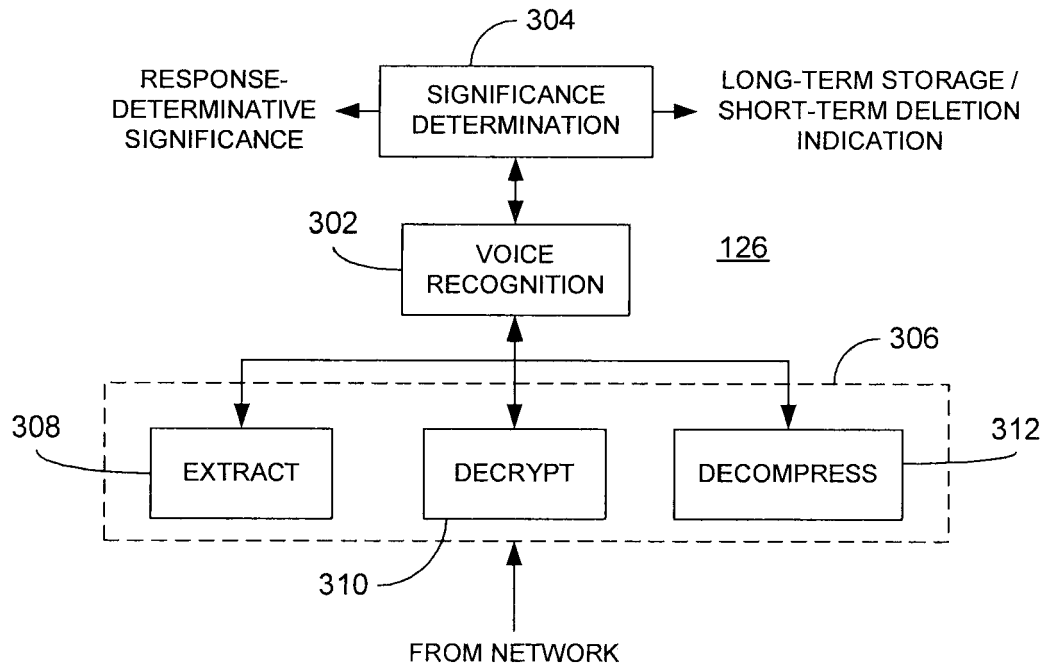 304
RESPONSE-
DETERMINATIVE
SIGNIFICANCE
SIGNIFICANCE
DETERMINATION
LONG-TERM STORAGE /
SHORT-TERM DELETION
INDICATION
302
VOICE
RECOGNITION
126
306
308
EXTRACT
DECRYPT
DECOMPRESS
312
310
FROM NETWORK